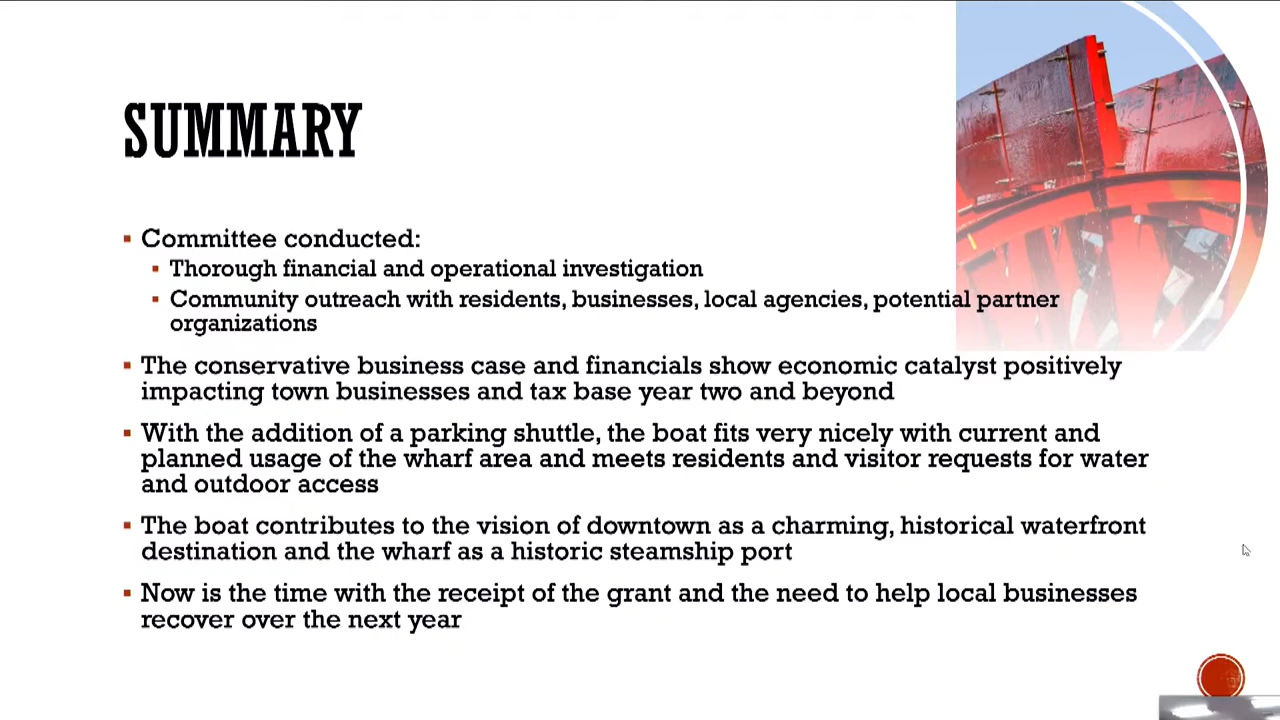 SUMMARY
Committee conducted:
Thorough financial and operational investigation
Community outreach with residents, businesses, local agencies, potential partner
organizations
The conservative business case and financials show economic catalyst positively
impacting town businesses and tax base year two and beyond
With the addition of a parking shuttle, the boat fits very nicely with current and
planned usage of the wharf area and meets residents and visitor requests for water
and outdoor access
The boat contributes to the vision of downtown as a charming, historical waterfront
destination and the wharf as a historic steamship port
Now is the time with the receipt of the grant and the need to help local businesses
recover over the next year